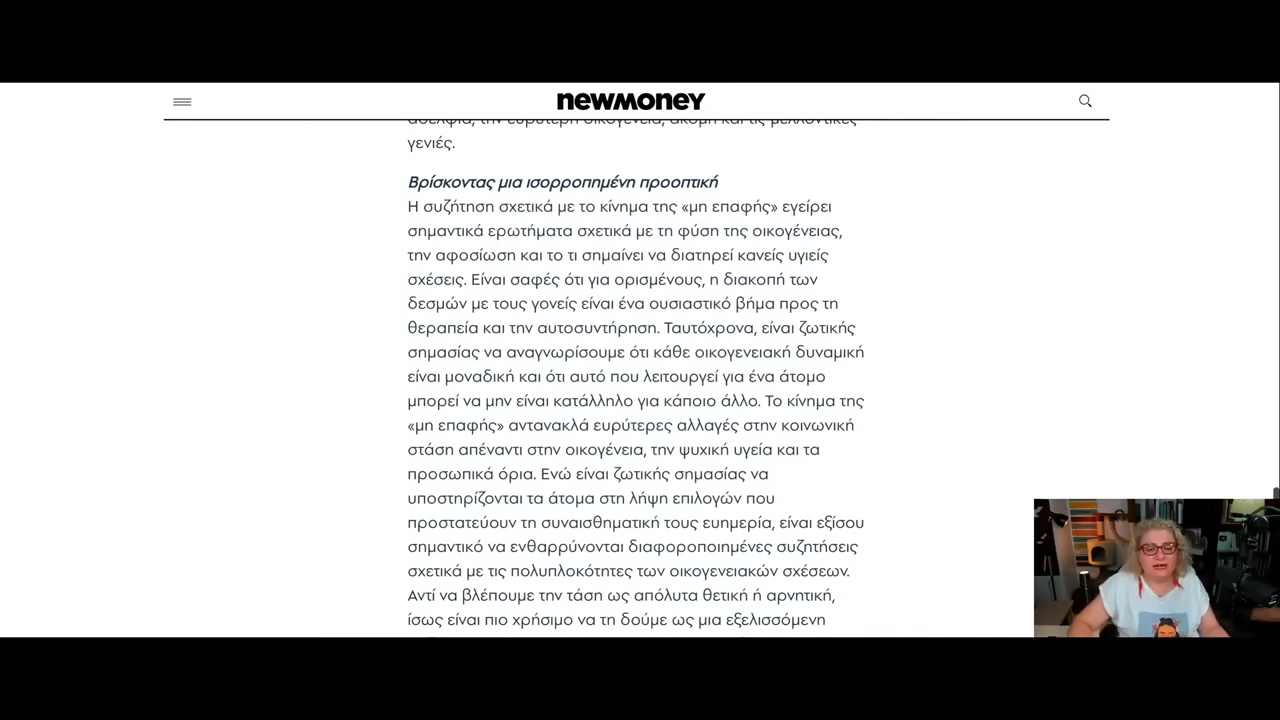 newmoney
αδέλφια, την ευρύτερη οικογένεια, ακόμη και τις μελλοντικές
γενιές.
Βρίσκοντας μια ισορροπημένη προοπτική
Η συζήτηση σχετικά με το κίνημα της «μη επαφής» εγείρει
σημαντικά ερωτήματα σχετικά με τη φύση της οικογένειας,
την αφοσίωση και το τι σημαίνει να διατηρεί κανείς υγιείς
σχέσεις. Είναι σαφές ότι για ορισμένους, η διακοπή των
δεσμών με τους γονείς είναι ένα ουσιαστικό βήμα προς τη
θεραπεία και την αυτοσυντήρηση. Ταυτόχρονα, είναι ζωτικής
σημασίας να αναγνωρίσουμε ότι κάθε οικογενειακή δυναμική
είναι μοναδική και ότι αυτό που λειτουργεί για ένα άτομο
μπορεί να μην είναι κατάλληλο για κάποιο άλλο. Το κίνημα της
«μη επαφής» αντανακλά ευρύτερες αλλαγές στην κοινωνική
στάση απέναντι στην οικογένεια, την ψυχική υγεία και τα
προσωπικά όρια. Ενώ είναι ζωτικής σημασίας να
υποστηρίζονται τα άτομα στη λήψη επιλογών που
προστατεύουν τη συναισθηματική τους ευημερία, είναι εξίσου
σημαντικό να ενθαρρύνονται διαφοροποιημένες συζητήσεις
σχετικά με τις πολυπλοκότητες των οικογενειακών σχέσεων.
Αντί να βλέπουμε την τάση ως απόλυτα θετική ή αρνητική,
ίσως είναι πιο χρήσιμο να τη δούμε ως μια εξελισσόμενη